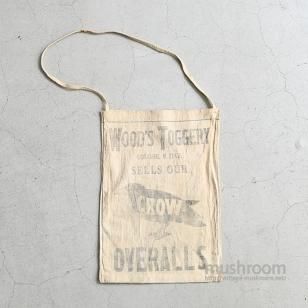 WOOD'S TOGGERY
SELLS OUR
CROW
OVERALLS
mushroom